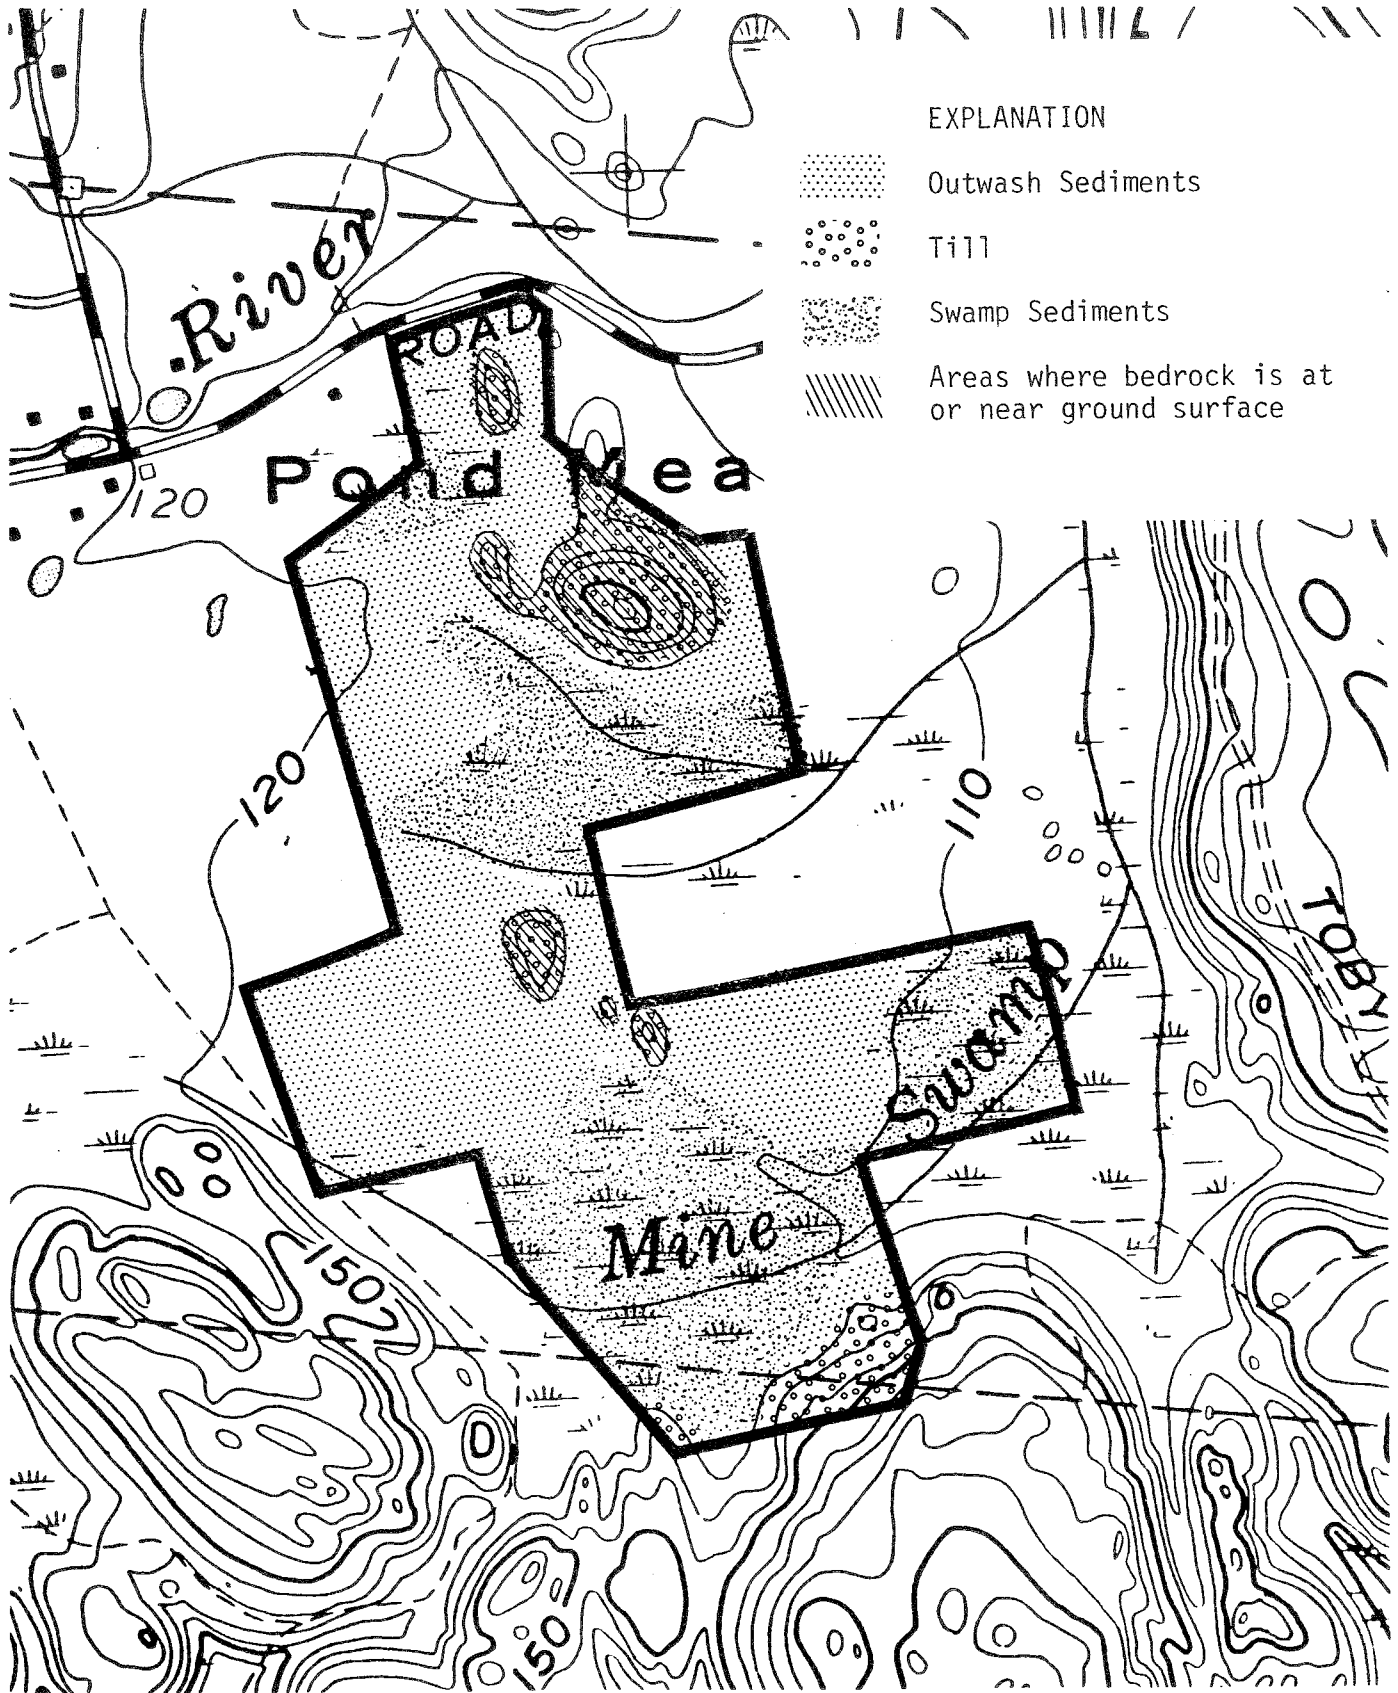 EXPLANATION
Outwash Sediments
Till
Swamp Sediments
Areas where bedrock is at
or near ground surface
River
ROAD
Pond Mea
120
120
110
TOBY
Swamp
Mine
150
150